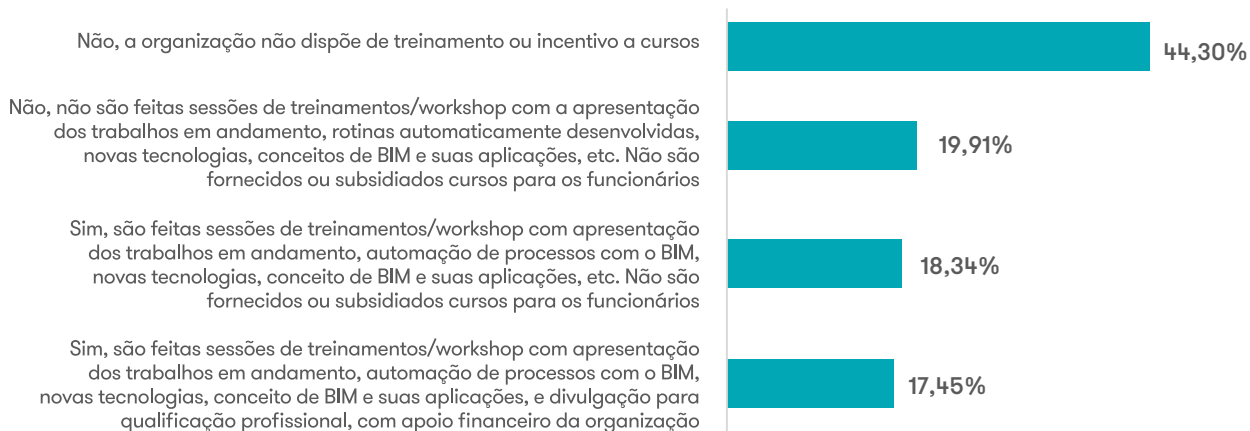 Não, a organização não dispõe de treinamento ou incentivo a cursos
44,30%
Não, não são feitas sessões de treinamentos/workshop com a apresentação
dos trabalhos em andamento, rotinas automaticamente desenvolvidas,
novas tecnologias, conceitos de BIM e suas aplicações, etc. Não são
fornecidos ou subsidiados cursos para os funcionários
19,91%
Sim, são feitas sessões de treinamentos/workshop com apresentação
dos trabalhos em andamento, automação de processos com o BIM,
novas tecnologias, conceito de BIM e suas aplicações, etc. Não são
fornecidos ou subsidiados cursos para os funcionários
18,34%
Sim, são feitas sessões de treinamentos/workshop com apresentação
dos trabalhos em andamento, automação de processos com o BIM,
novas tecnologias, conceito de BIM e suas aplicações, e divulgação para
qualificação profissional, com apoio financeiro da organização
17,45%